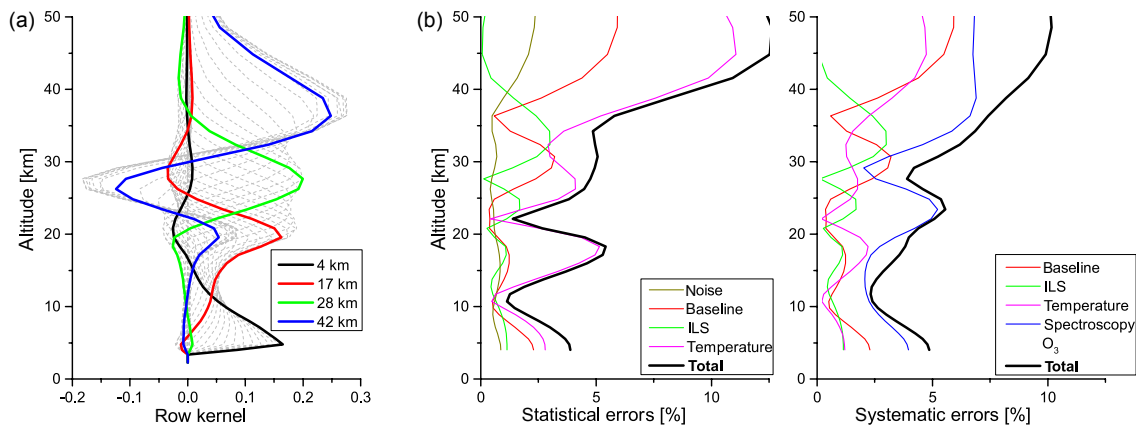 (a)
50
40
30
20
10
0
Altitude [km]
-0.2 -0.1 0.0 0.1 0.2 0.3
Row kernel
4 km
17 km
28 km
42 km
(b)
50
40
30
20
10
0
Altitude [km]
0 5 10
Statistical errors [%]
Noise
Baseline
ILS
Temperature
Total
50
40
30
20
10
0
Altitude [km]
0 5 10
Systematic errors [%]
Baseline
ILS
Temperature
Spectroscopy
O3
Total